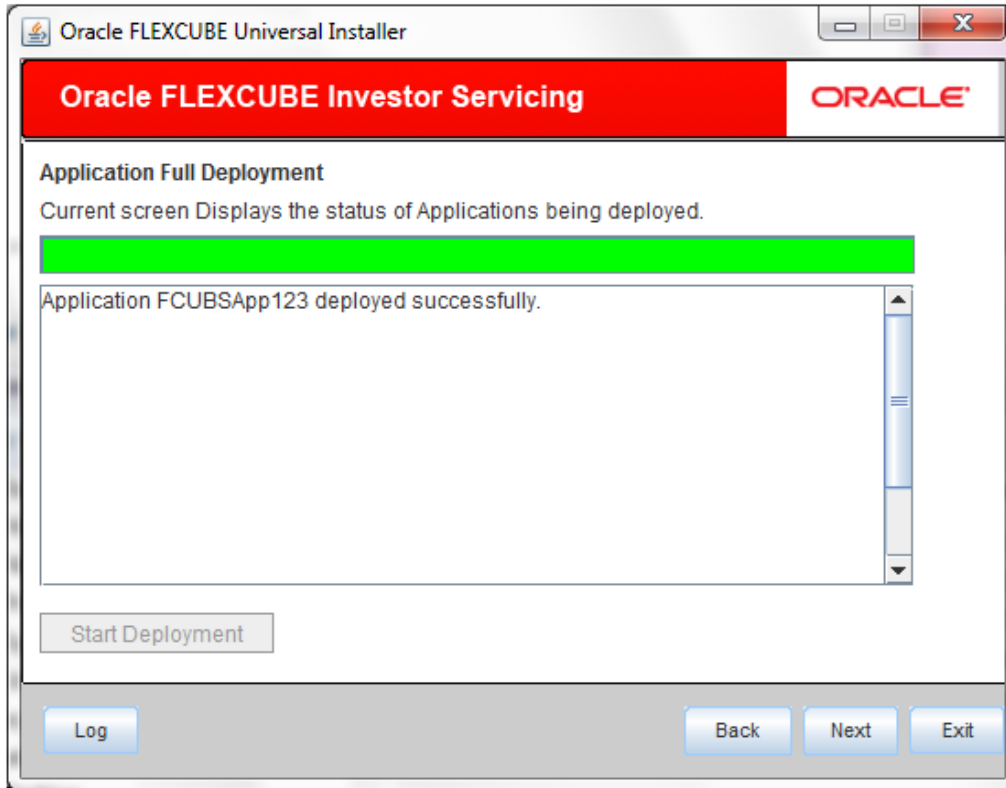 Oracle FLEXCUBE Universal Installer
Oracle FLEXCUBE Investor Servicing
ORACLE
Application Full Deployment
Current screen Displays the status of Applications being deployed.
Application FCUBSApp123 deployed successfully.
Start Deployment
Log
Back
Next
Exit